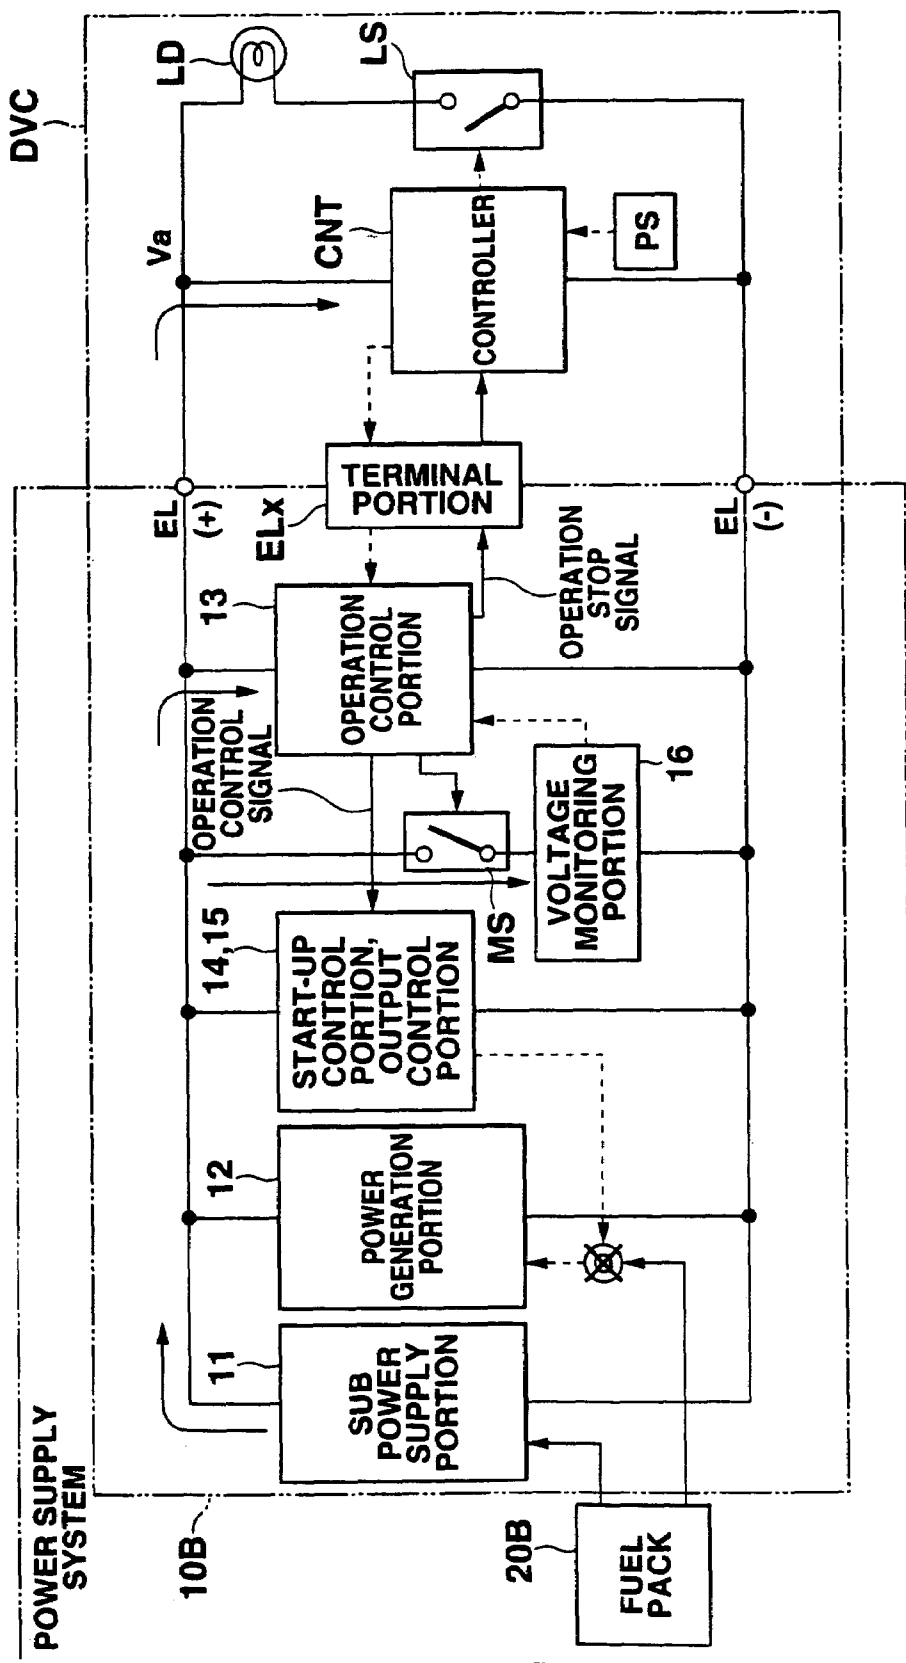 POWER SUPPLY
SYSTEM
DVC
10B
20B
FUEL
PACK
11
SUB
POWER
SUPPLY
PORTION
12
POWER
GENERATION
PORTION
14,15
START-UP
CONTROL
PORTION,
OUTPUT
CONTROL
PORTION
OPERATION
CONTROL
SIGNAL
MS
VOLTAGE
MONITORING
PORTION
16
13
OPERATION
CONTROL
PORTION
OPERATION
STOP
SIGNAL
EL
(+)
ELx
TERMINAL
PORTION
EL
(-)
Va
CNT
CONTROLLER
PS
LD
LS